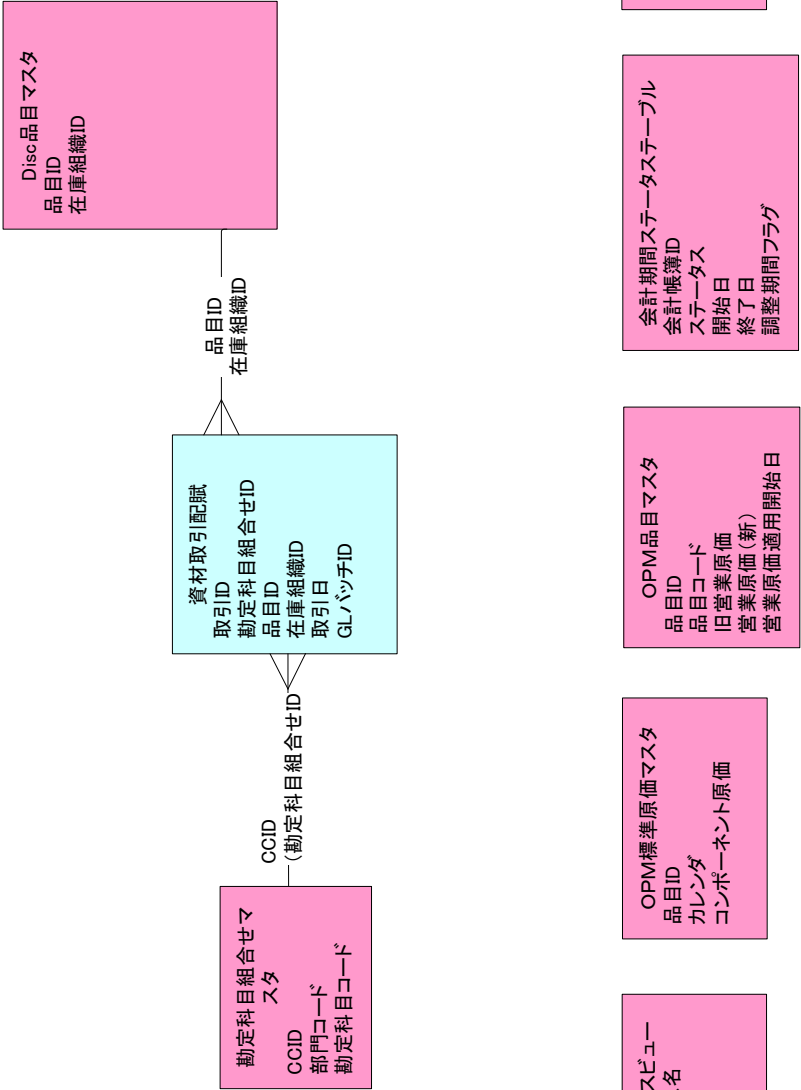 Disc品目マスタ
品目ID
在庫組織ID
品目ID
在庫組織ID
資材取引配賦
取引ID
勘定科目組合せID
品目ID
在庫組織ID
取引日
GLバッチID
CCID
(勘定科目組合せID
勘定科目組合せマ
スタ
CCID
部門コード
勘定科目コード
会計期間ステータステーブル
会計帳簿ID
ステータス
開始日
終了日
調整期間フラグ
OPM品目マスタ
品目ID
品目コード
旧営業原価
営業原価(新)
営業原価適用開始日
OPM標準原価マスタ
品目ID
カレンダ
コンポーネント原価
スビュー
名